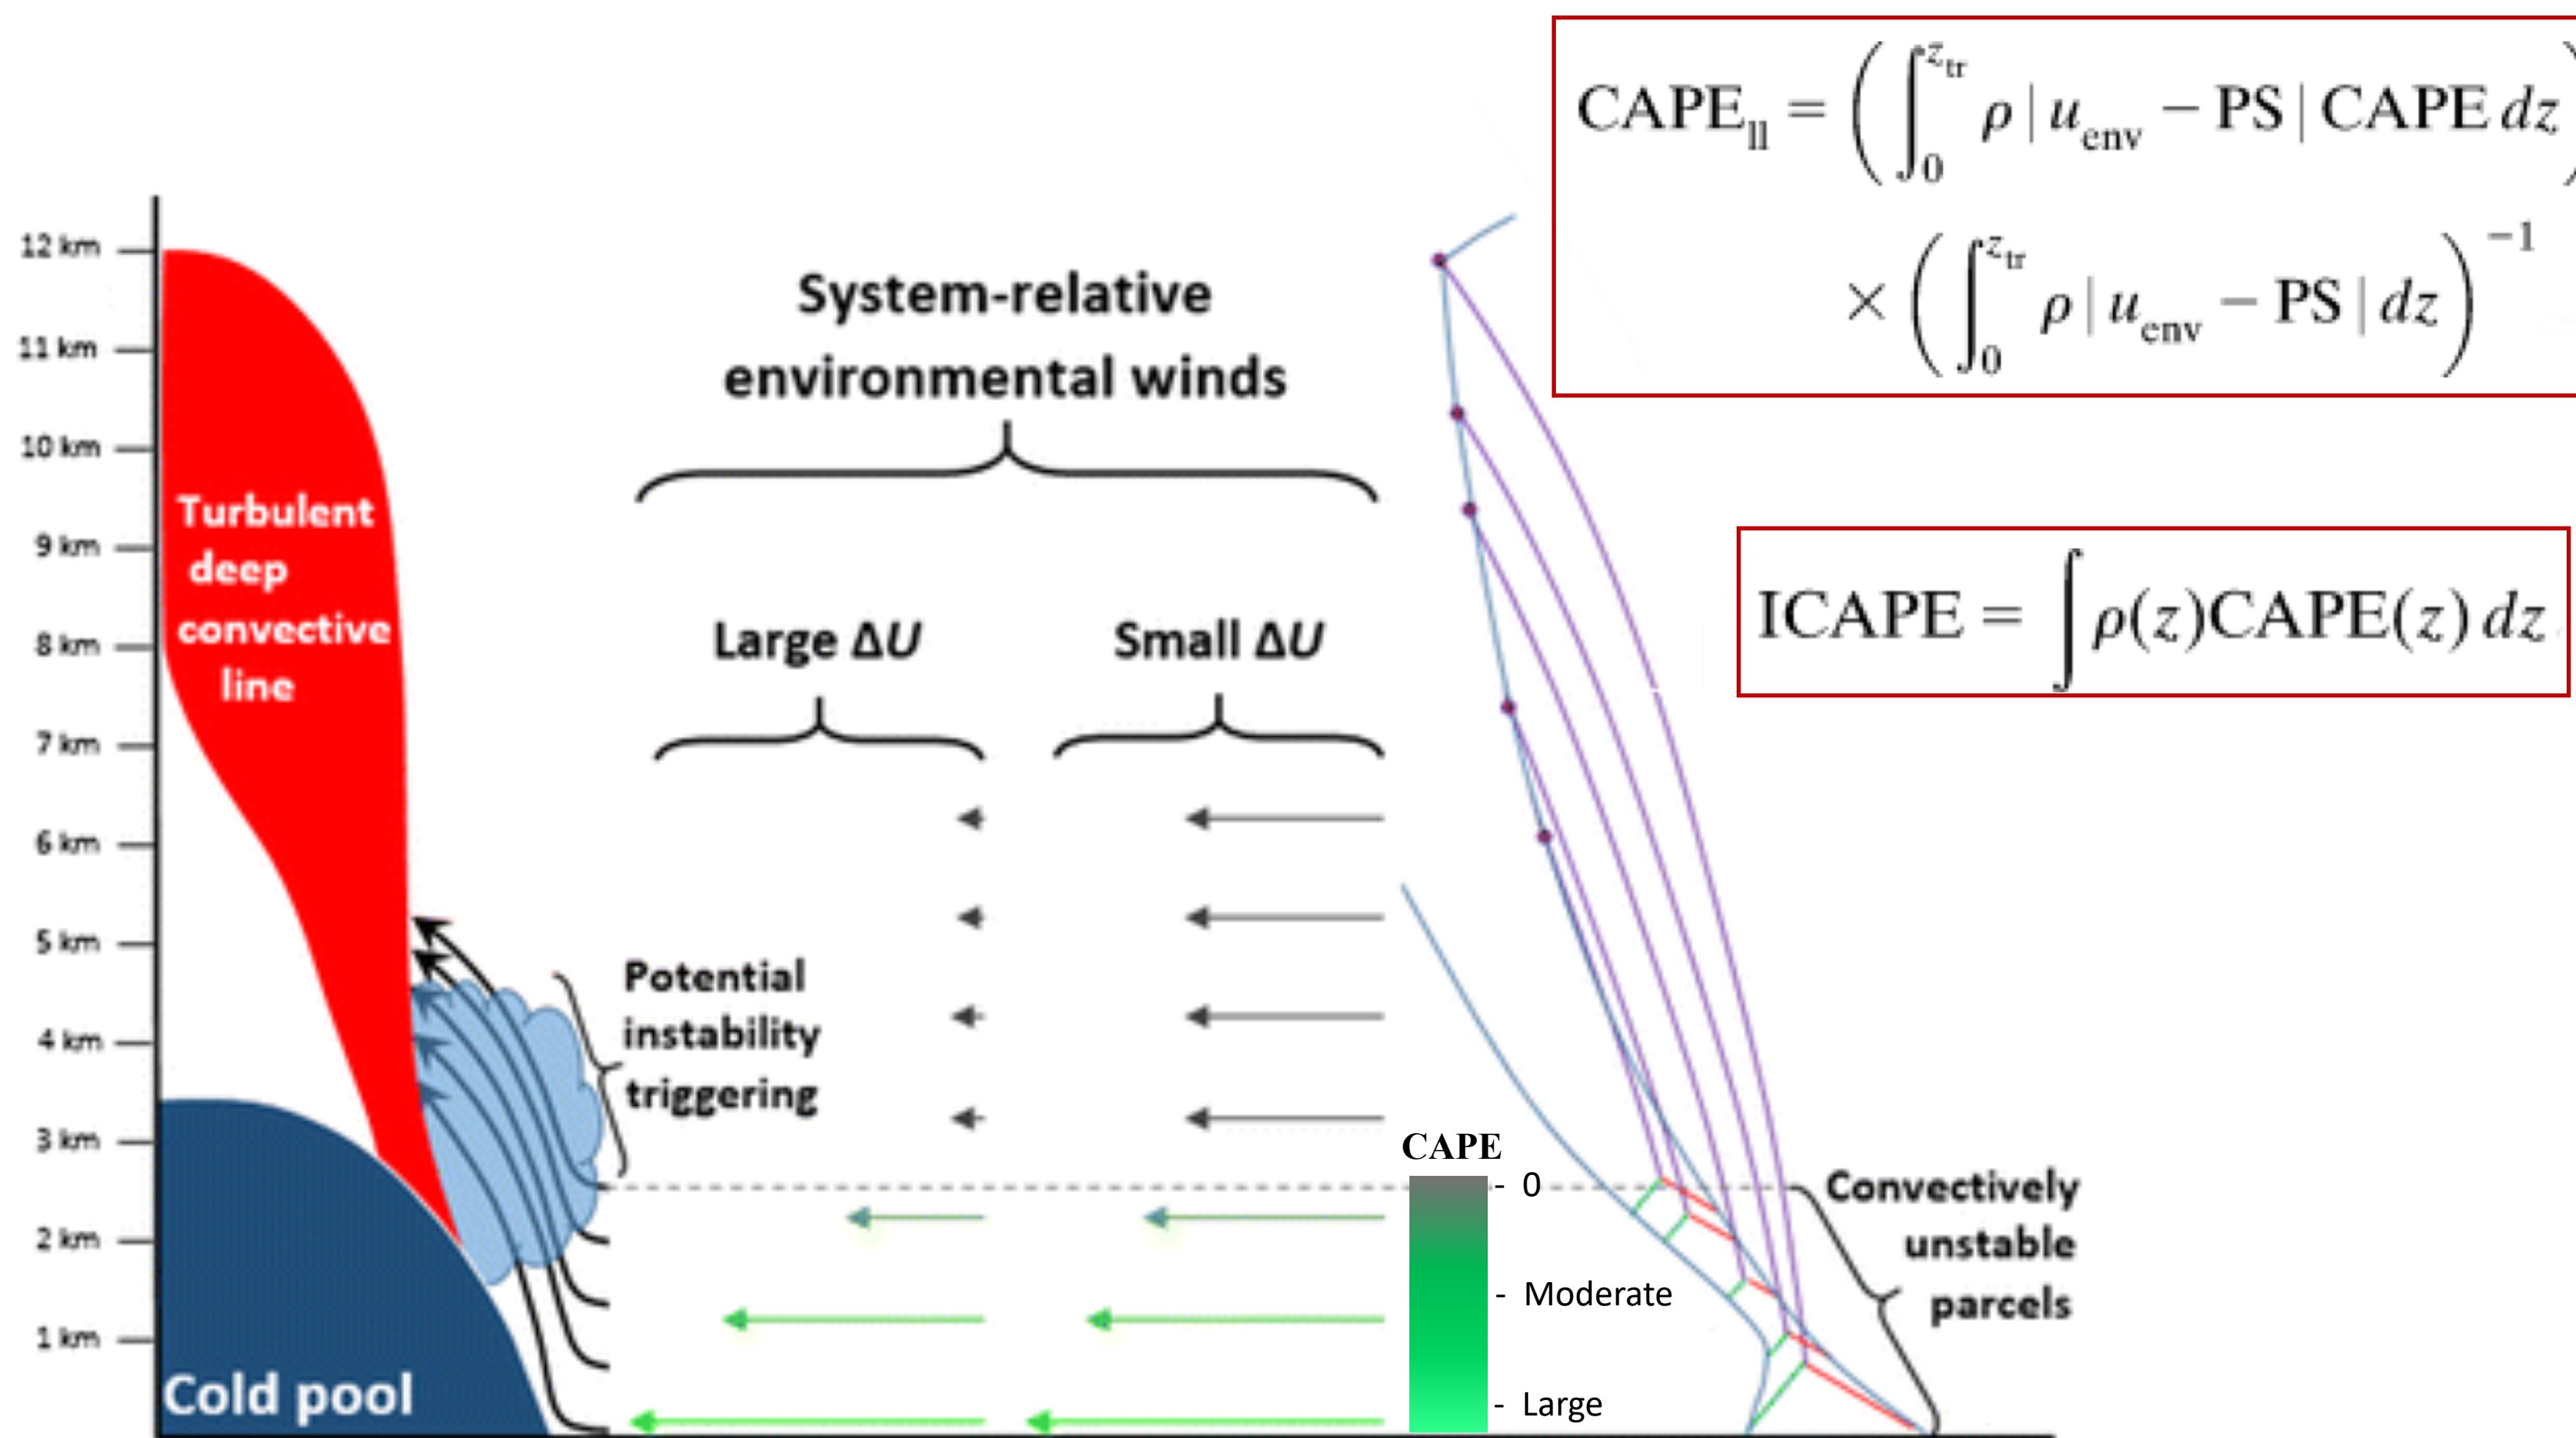 CAPE_ll = ( ∫_0^{z_tr} ρ | u_env − PS | CAPE dz )
× ( ∫_0^{z_tr} ρ | u_env − PS | dz )^{−1}
12 km
11 km
10 km
9 km
8 km
7 km
6 km
5 km
4 km
3 km
2 km
1 km
Turbulent
deep
convective
line
Cold pool
System-relative
environmental winds
Large ΔU
Small ΔU
ICAPE = ∫ ρ(z)CAPE(z) dz
Potential
instability
triggering
CAPE
- 0
- Moderate
- Large
Convectively
unstable
parcels